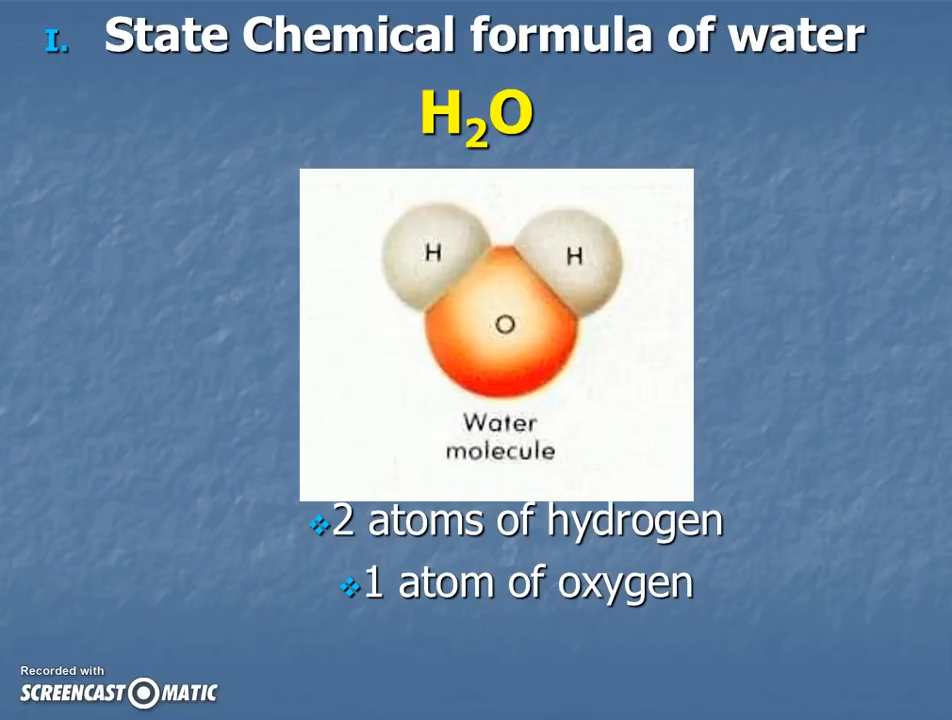 I. State Chemical formula of water
H₂O
H H
O
Water
molecule
❖2 atoms of hydrogen
❖1 atom of oxygen
Recorded with
SCREENCAST MATIC